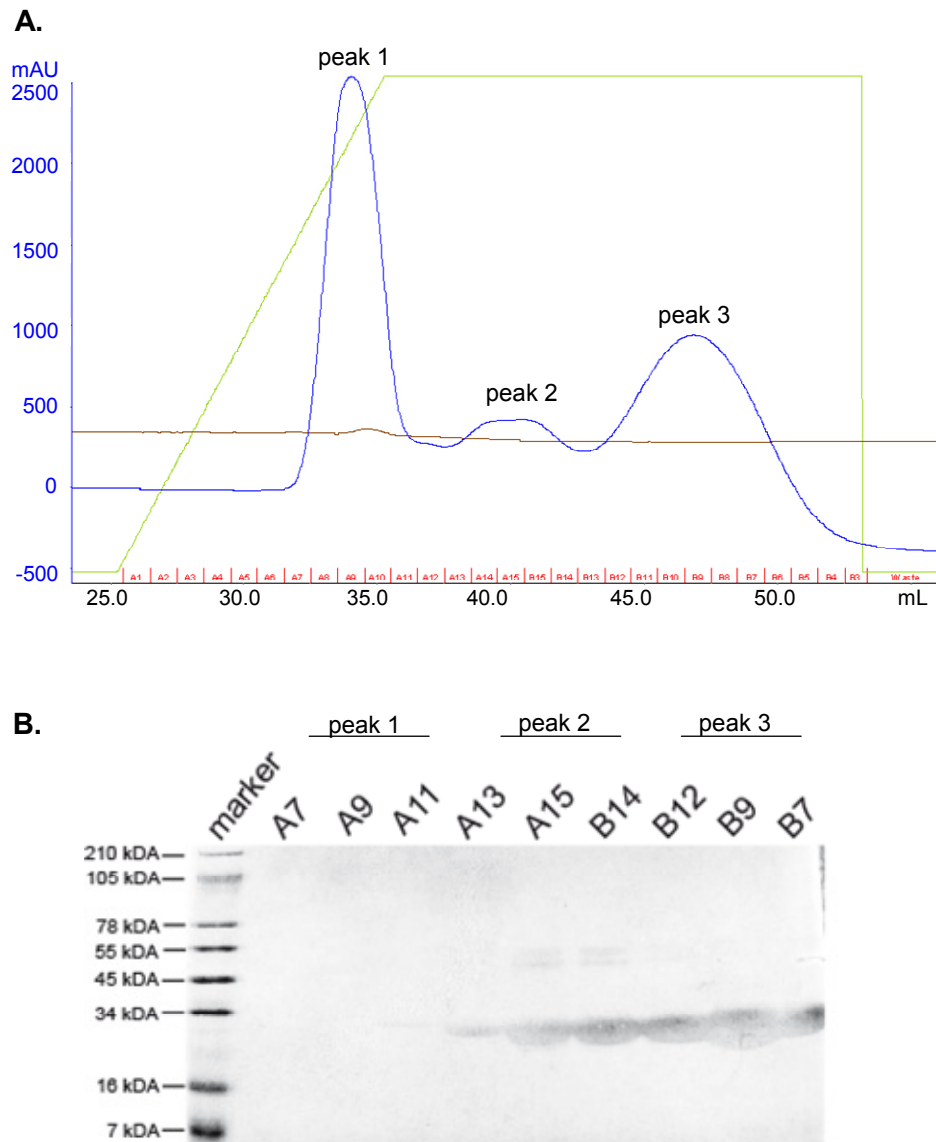 A.
mAU
peak 1
2500
2000
1500
1000
peak 3
500
peak 2
0
-500
A1 A2 A3 A4 A5 A6 A7 A8 A9 A10 A11 A12 A13 A14 A15 B15 B14 B13 B12 B11 B10 B9 B8 B7 B6 B5 B4 B3 Waste
25.0 30.0 35.0 40.0 45.0 50.0 mL
B.
peak 1 peak 2 peak 3
marker A7 A9 A11 A13 A15 B14 B12 B9 B7
210 kDA
105 kDA
78 kDA
55 kDA
45 kDA
34 kDA
16 kDA
7 kDA